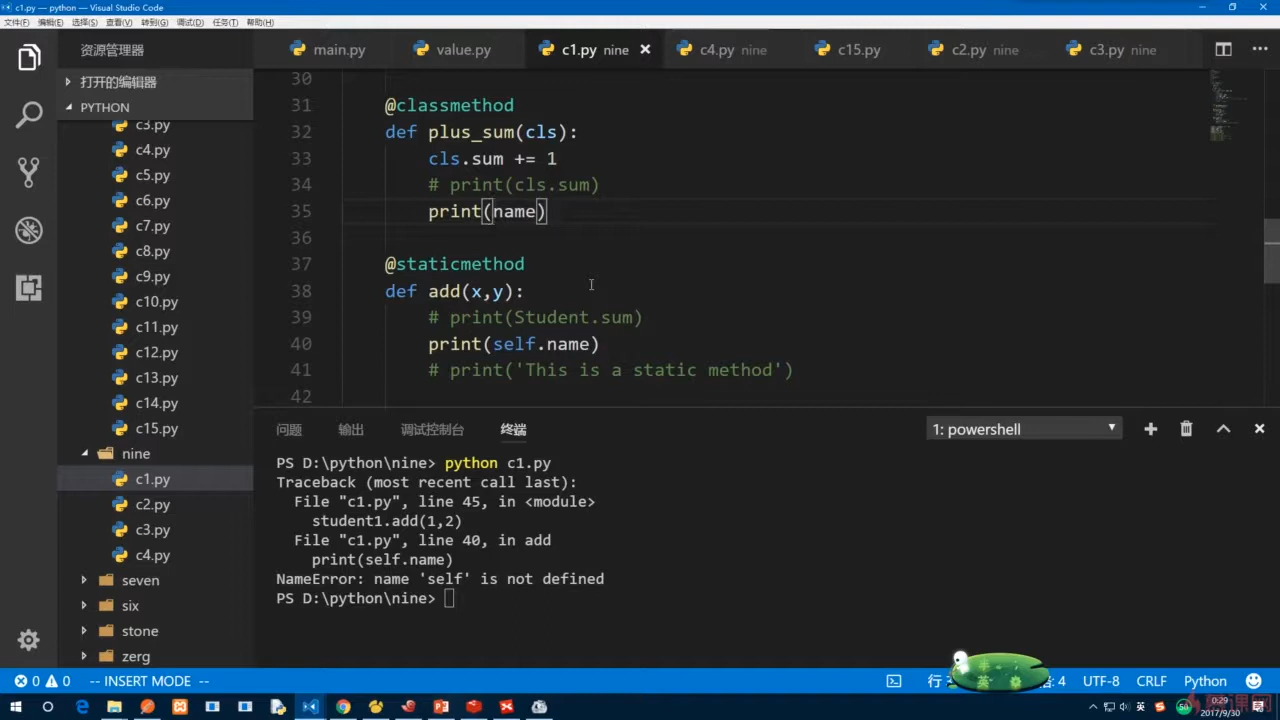 c1.py — python — Visual Studio Code
文件(F) 编辑(E) 选择(S) 查看(V) 转到(G) 调试(D) 任务(T) 帮助(H)
资源管理器
main.py value.py c1.py nine c4.py nine c15.py c2.py nine c3.py nine
打开的编辑器
PYTHON
c3.py
c4.py
c5.py
c6.py
c7.py
c8.py
c9.py
c10.py
c11.py
c12.py
c13.py
c14.py
c15.py
nine
c1.py
c2.py
c3.py
c4.py
seven
six
stone
zerg
30
31 @classmethod
32 def plus_sum(cls):
33 cls.sum += 1
34 # print(cls.sum)
35 print(name)
36
37 @staticmethod
38 def add(x,y):
39 # print(Student.sum)
40 print(self.name)
41 # print('This is a static method')
42
问题 输出 调试控制台 终端 1: powershell
PS D:\python\nine> python c1.py
Traceback (most recent call last):
File "c1.py", line 45, in <module>
student1.add(1,2)
File "c1.py", line 40, in add
print(self.name)
NameError: name 'self' is not defined
PS D:\python\nine>
0 0 -- INSERT MODE -- 行 : 4 UTF-8 CRLF Python
半
英
英
0:29
2017/9/30